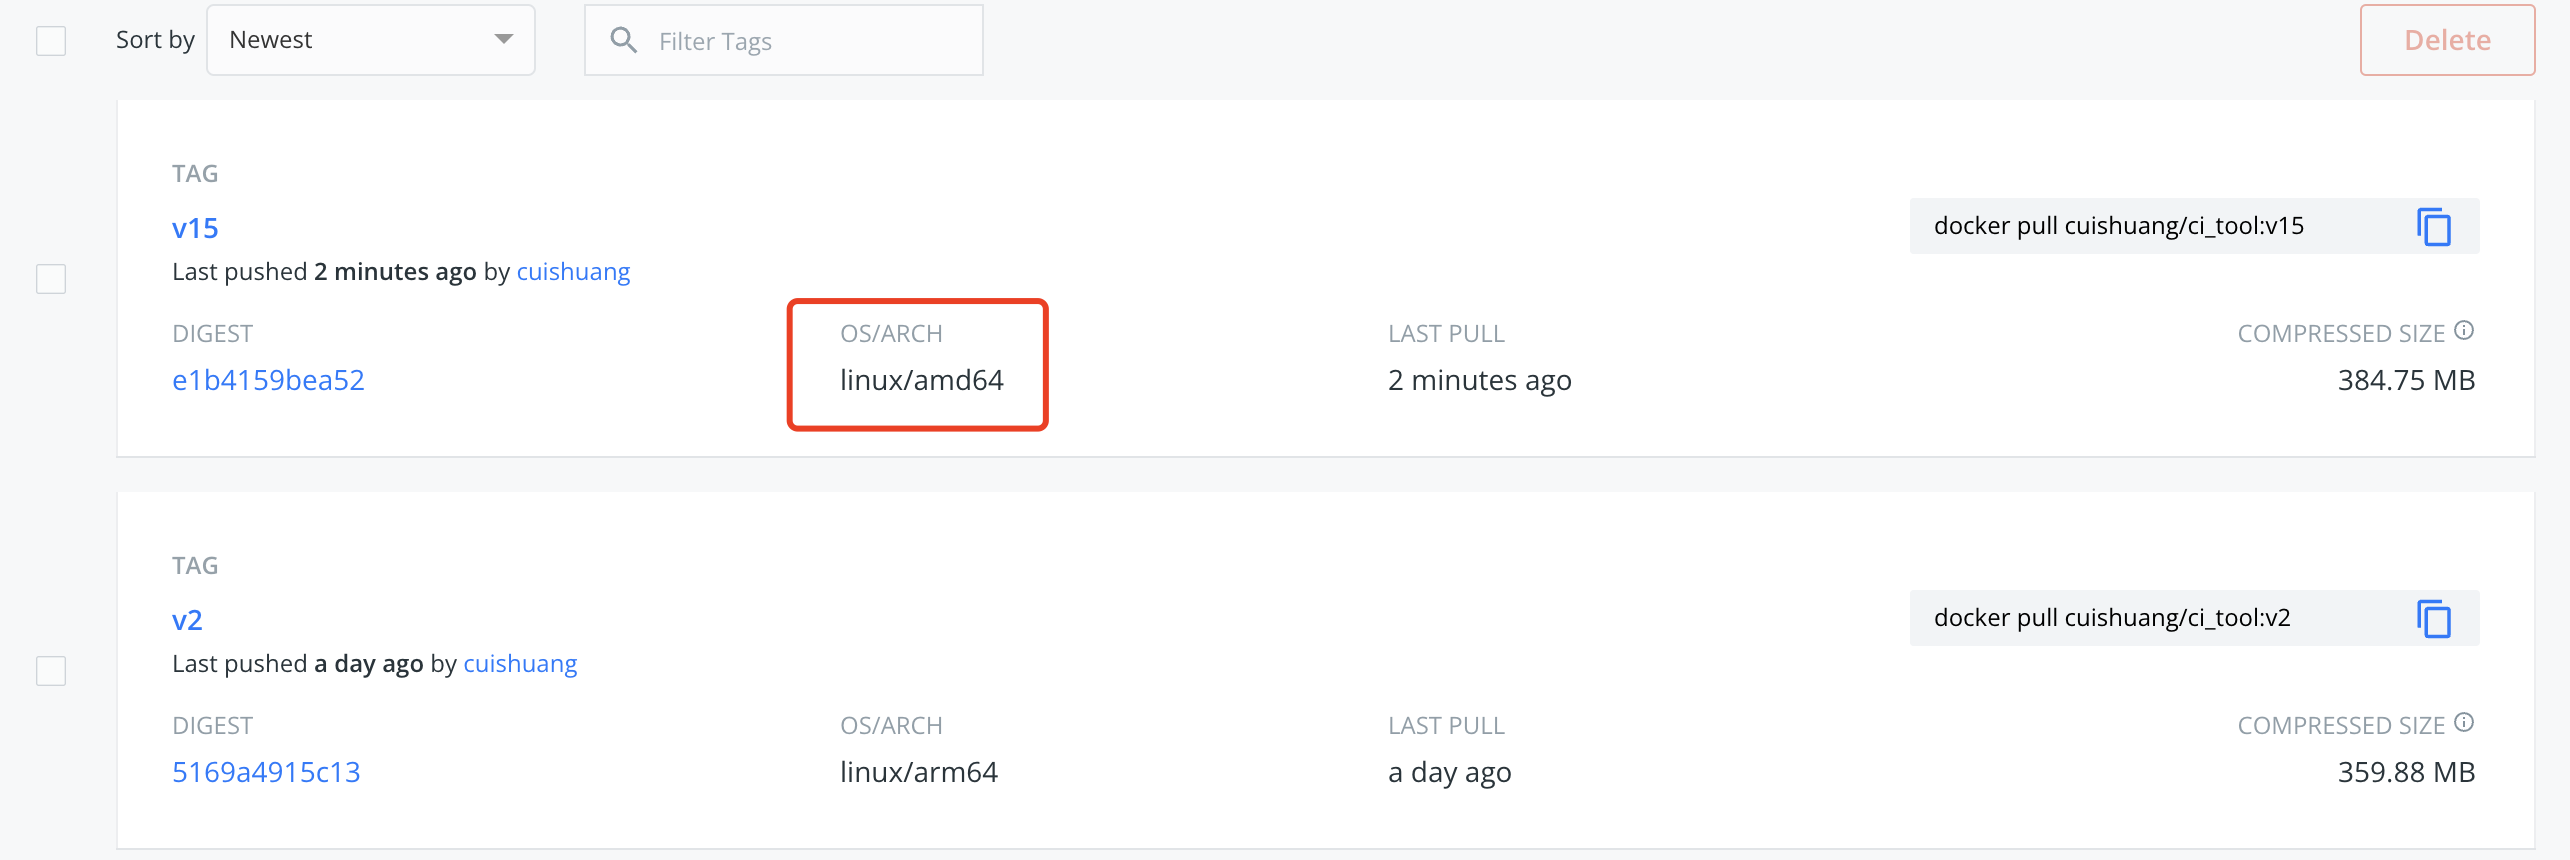 Sort by Newest Filter Tags Delete
TAG
v15
docker pull cuishuang/ci_tool:v15
Last pushed 2 minutes ago by cuishuang
DIGEST OS/ARCH LAST PULL COMPRESSED SIZE
e1b4159bea52 linux/amd64 2 minutes ago 384.75 MB
TAG
v2
docker pull cuishuang/ci_tool:v2
Last pushed a day ago by cuishuang
DIGEST OS/ARCH LAST PULL COMPRESSED SIZE
5169a4915c13 linux/arm64 a day ago 359.88 MB